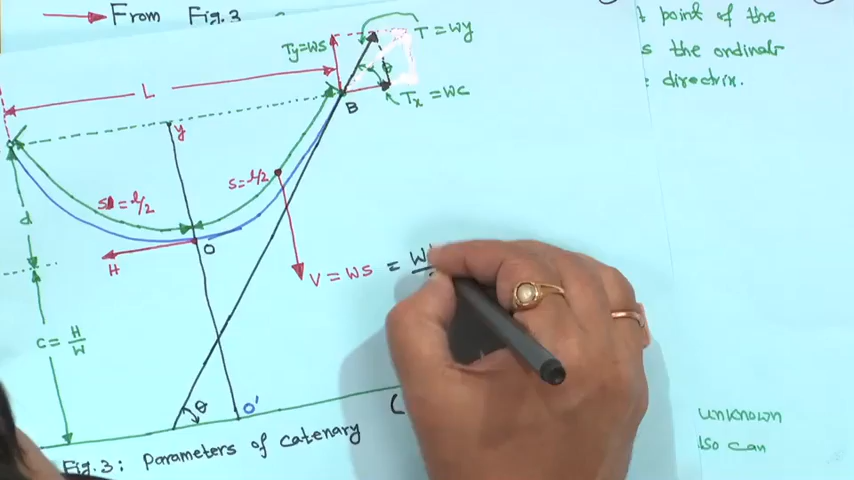 From Fig.3
point of the
s the ordinate
directrix.
Ty=WS
T = Wy
L
θ
Tx = WC
B
y
S = l/2
S = l/2
d
O
H
V = WS = W
C = H/W
θ
O'
Fig.3: Parameters of catenary
unknown
lso can